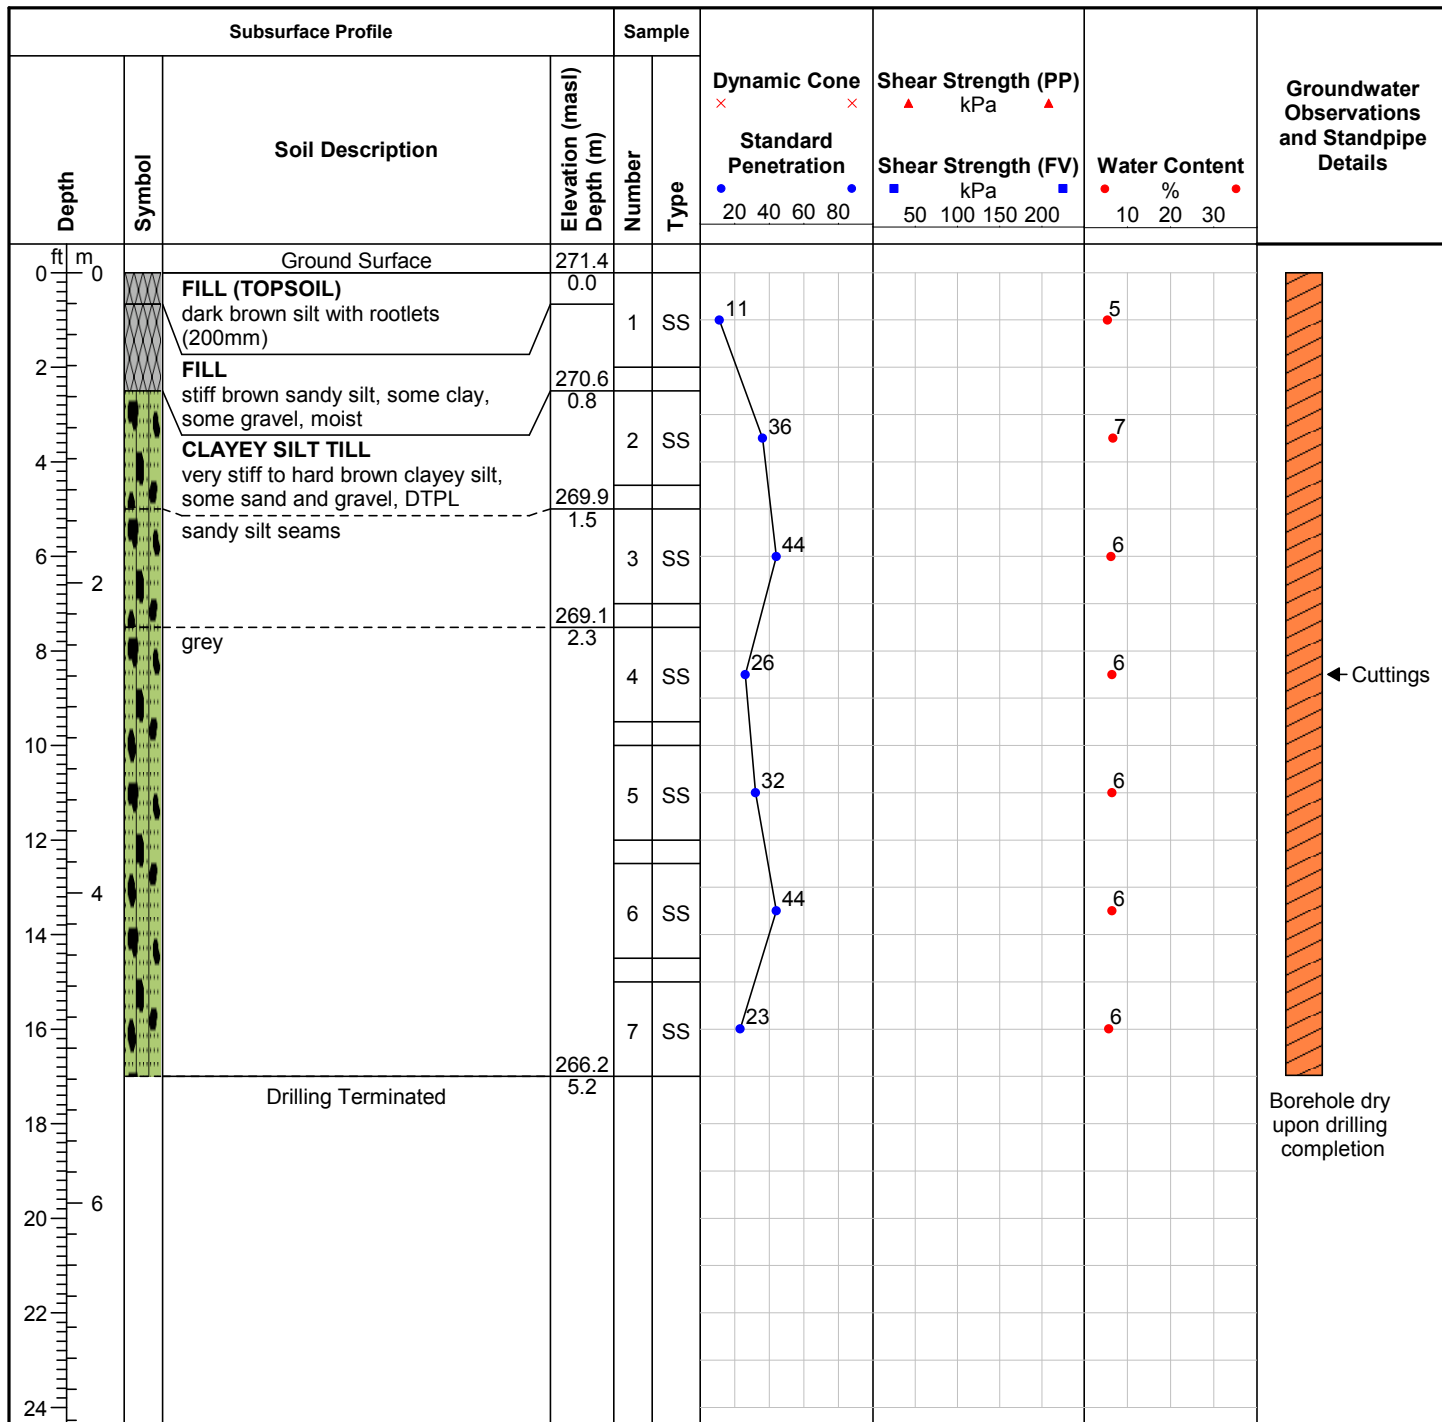 Subsurface Profile
Sample
Depth
Symbol
Soil Description
Elevation (masl)
Depth (m)
Number
Type
Dynamic Cone
Standard
Penetration
20 40 60 80
Shear Strength (PP)
kPa
Shear Strength (FV)
kPa
50 100 150 200
Water Content
%
10 20 30
Groundwater
Observations
and Standpipe
Details
ft m
Ground Surface
271.4
0 0
FILL (TOPSOIL)
0.0
dark brown silt with rootlets
(200mm)
1 SS
11
5
2
FILL
270.6
stiff brown sandy silt, some clay,
0.8
some gravel, moist
2 SS
36
7
CLAYEY SILT TILL
4
very stiff to hard brown clayey silt,
some sand and gravel, DTPL
269.9
1.5
sandy silt seams
3 SS
44
6
6
2
269.1
2.3
grey
8
4 SS
26
6
Cuttings
10
5 SS
32
6
12
4
6 SS
44
6
14
16
7 SS
23
6
266.2
5.2
Drilling Terminated
Borehole dry
upon drilling
completion
18
6
20
22
24